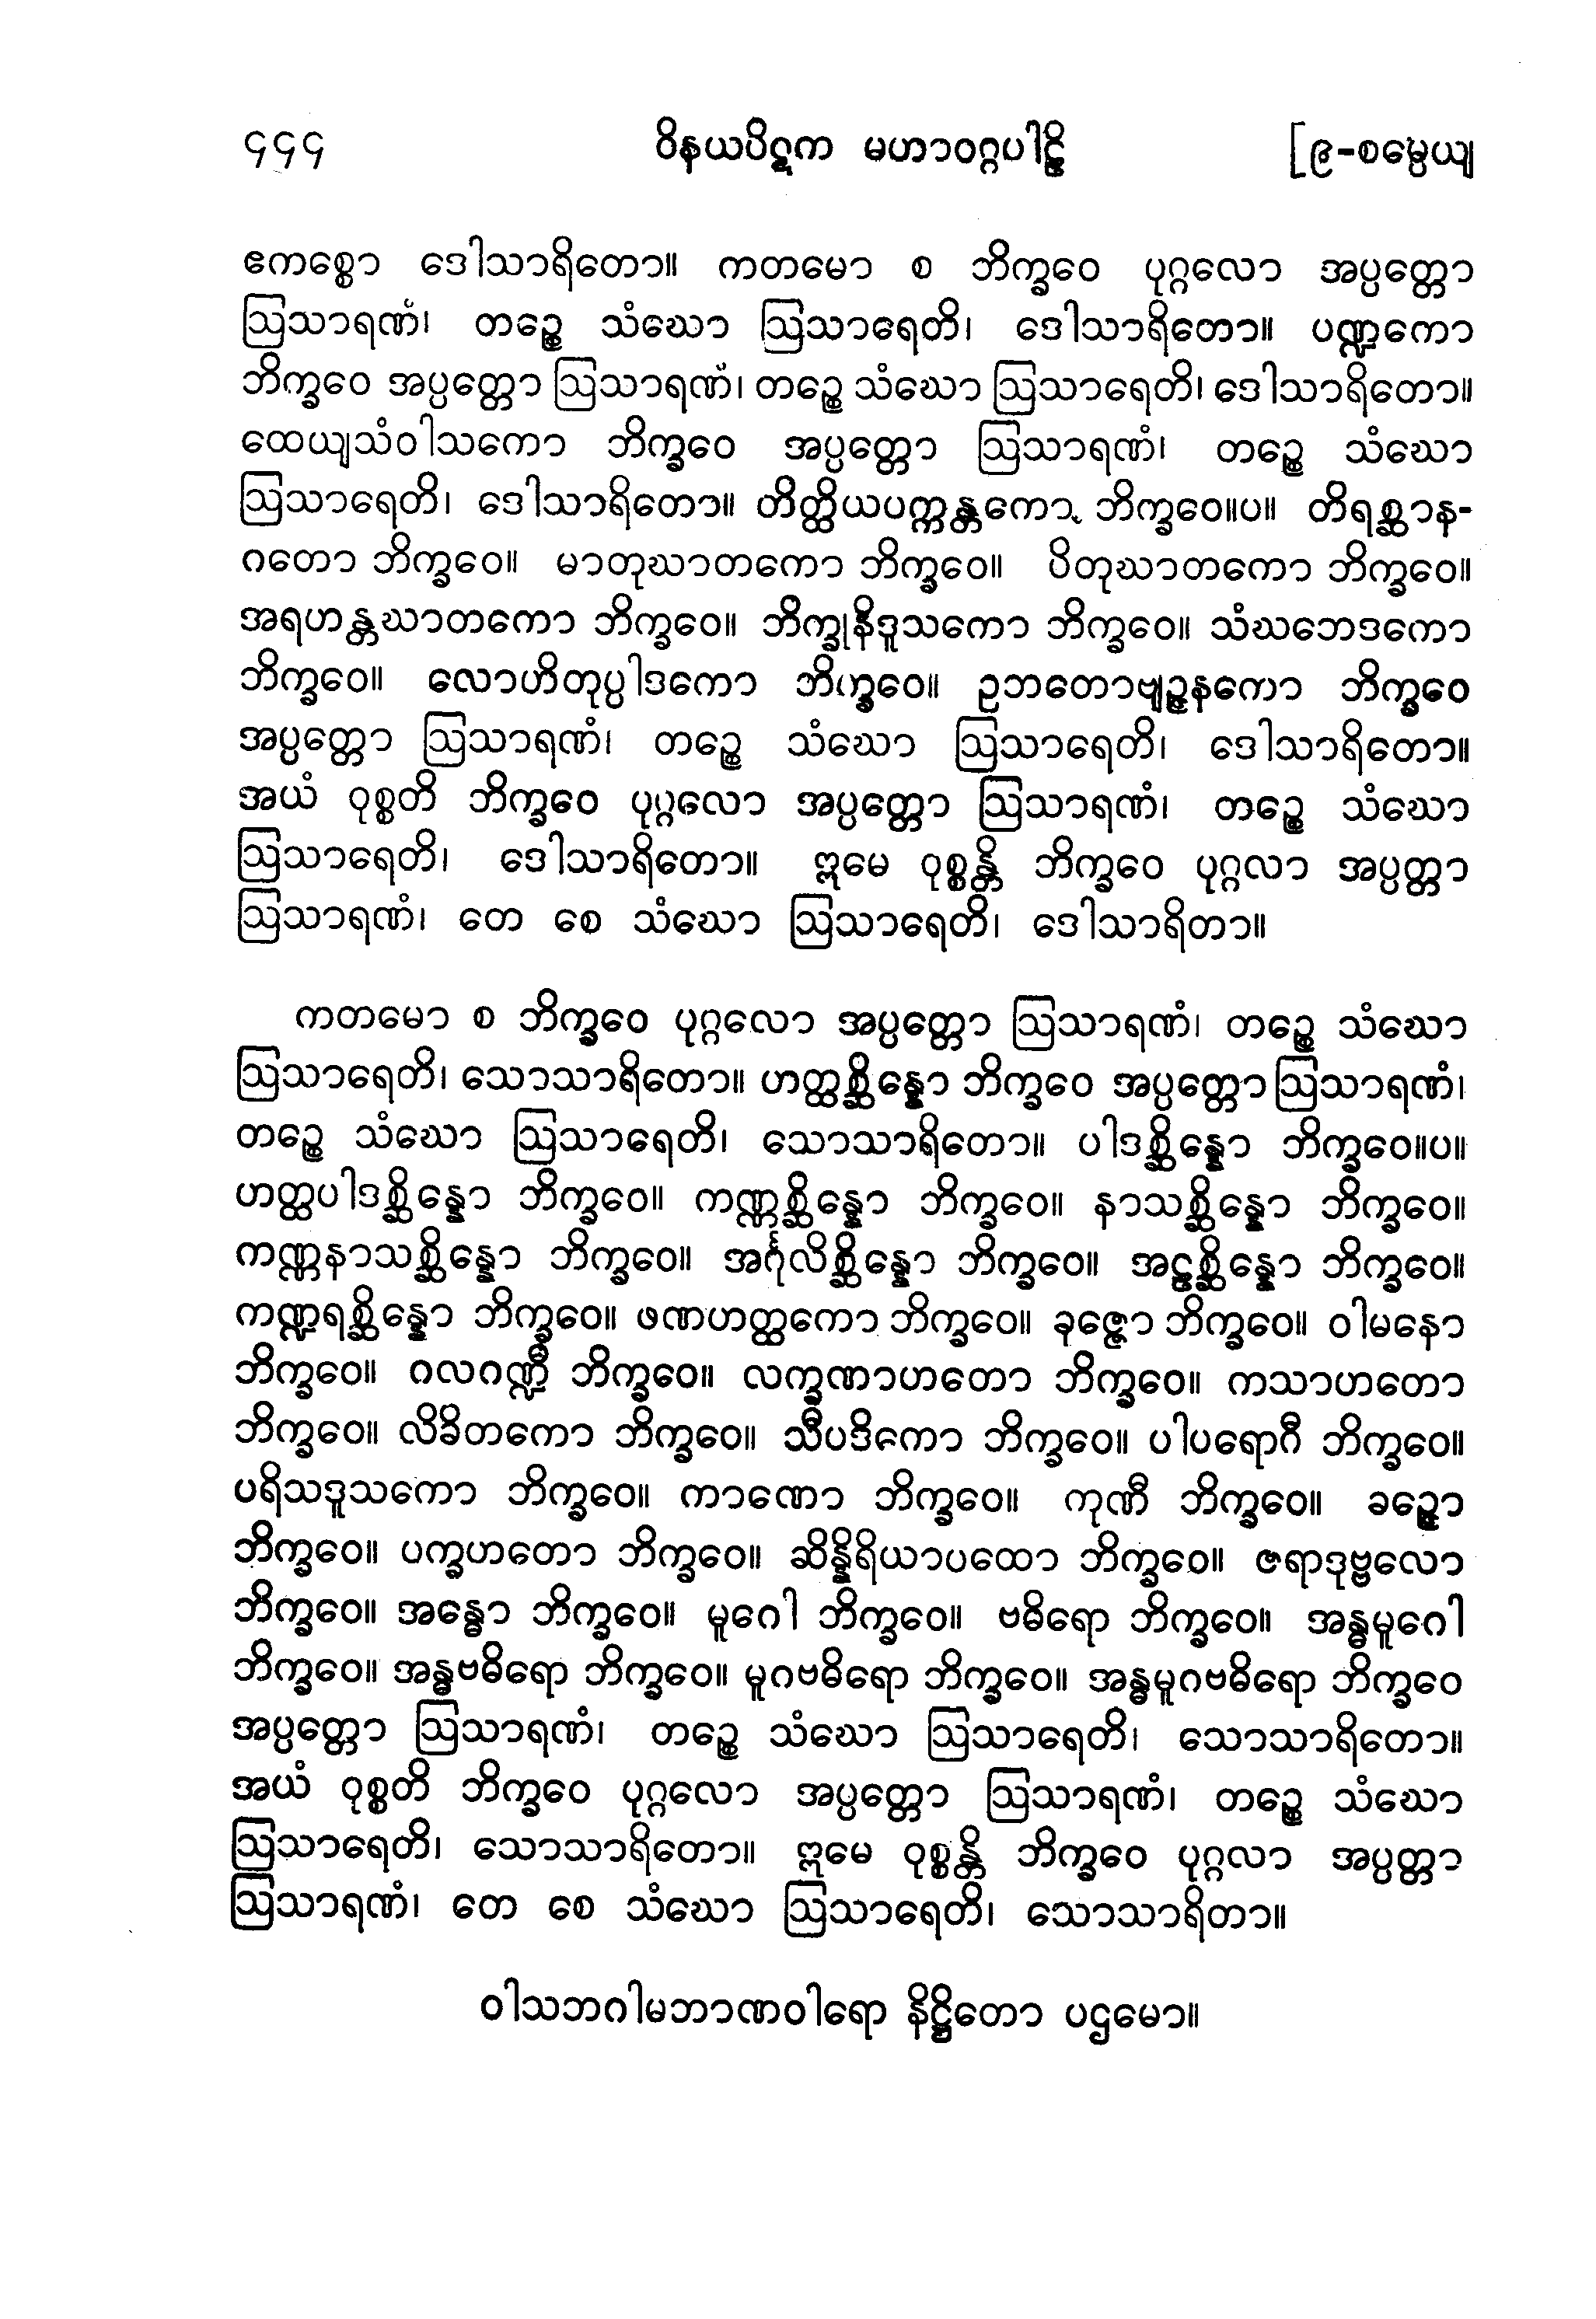 ၄၄၄ ဝိနယပိဋက မဟာဝဂ္ဂပါဠိ [၉-စမ္ပေယျ
ဧကစ္စော ဒေါသာရိတော။ ကတမော စ ဘိက္ခဝေ ပုဂ္ဂလော အပ္ပတ္တော
ဩသာရဏံ၊ တဉ္စေ သံဃော ဩသာရေတိ၊ ဒေါသာရိတော။ ပဏ္ဍကော
ဘိက္ခဝေ အပ္ပတ္တော ဩသာရဏံ၊ တဉ္စေ သံဃော ဩသာရေတိ၊ ဒေါသာရိတော။
ထေယျသံဝါသကော ဘိက္ခဝေ အပ္ပတ္တော ဩသာရဏံ၊ တဉ္စေ သံဃော
ဩသာရေတိ၊ ဒေါသာရိတော။ တိတ္ထိယပက္ကန္တကော ဘိက္ခဝေ။ပ။ တိရစ္ဆာန-
ဂတော ဘိက္ခဝေ။ မာတုဃာတကော ဘိက္ခဝေ။ ပိတုဃာတကော ဘိက္ခဝေ။
အရဟန္တဃာတကော ဘိက္ခဝေ။ ဘိက္ခုနိဒူသကော ဘိက္ခဝေ။ သံဃဘေဒကော
ဘိက္ခဝေ။ လောဟိတုပ္ပါဒကော ဘိက္ခဝေ။ ဥဘတောဗျဉ္ဇနကော ဘိက္ခဝေ
အပ္ပတ္တော ဩသာရဏံ၊ တဉ္စေ သံဃော ဩသာရေတိ၊ ဒေါသာရိတော။
အယံ ဝုစ္စတိ ဘိက္ခဝေ ပုဂ္ဂလော အပ္ပတ္တော ဩသာရဏံ၊ တဉ္စေ သံဃော
ဩသာရေတိ၊ ဒေါသာရိတော။ ဣမေ ဝုစ္စန္တိ ဘိက္ခဝေ ပုဂ္ဂလာ အပ္ပတ္တာ
ဩသာရဏံ၊ တေ စေ သံဃော ဩသာရေတိ၊ ဒေါသာရိတာ။
ကတမော စ ဘိက္ခဝေ ပုဂ္ဂလော အပ္ပတ္တော ဩသာရဏံ၊ တဉ္စေ သံဃော
ဩသာရေတိ၊ သောသာရိတော။ ဟတ္ထစ္ဆိန္နော ဘိက္ခဝေ အပ္ပတ္တော ဩသာရဏံ၊
တဉ္စေ သံဃော ဩသာရေတိ၊ သောသာရိတော။ ပါဒစ္ဆိန္နော ဘိက္ခဝေ။ပ။
ဟတ္ထပါဒစ္ဆိန္နော ဘိက္ခဝေ။ ကဏ္ဏစ္ဆိန္နော ဘိက္ခဝေ။ နာသစ္ဆိန္နော ဘိက္ခဝေ။
ကဏ္ဏနာသစ္ဆိန္နော ဘိက္ခဝေ။ အင်္ဂုလိစ္ဆိန္နော ဘိက္ခဝေ။ အဠစ္ဆိန္နော ဘိက္ခဝေ။
ကဏ္ဍရစ္ဆိန္နော ဘိက္ခဝေ။ ဖဏဟတ္ထကော ဘိက္ခဝေ။ ခုဇ္ဇော ဘိက္ခဝေ။ ဝါမနော
ဘိက္ခဝေ။ ဂလဂဏ္ဍီ ဘိက္ခဝေ။ လက္ခဏာဟတော ဘိက္ခဝေ။ ကသာဟတော
ဘိက္ခဝေ။ လိခိတကော ဘိက္ခဝေ။ သီပဒိကော ဘိက္ခဝေ။ ပါပရောဂီ ဘိက္ခဝေ။
ပရိသဒူသကော ဘိက္ခဝေ။ ကာဏော ဘိက္ခဝေ။ ကုဏီ ဘိက္ခဝေ။ ခဉ္ဇော
ဘိက္ခဝေ။ ပက္ခဟတော ဘိက္ခဝေ။ ဆိန္နိရိယာပထော ဘိက္ခဝေ။ ဇရာဒုဗ္ဗလော
ဘိက္ခဝေ။ အန္ဓော ဘိက္ခဝေ။ မူဂေါ ဘိက္ခဝေ။ ဗဓိရော ဘိက္ခဝေ။ အန္ဓမူဂေါ
ဘိက္ခဝေ။ အန္ဓဗဓိရော ဘိက္ခဝေ။ မူဂဗဓိရော ဘိက္ခဝေ။ အန္ဓမူဂဗဓိရော ဘိက္ခဝေ
အပ္ပတ္တော ဩသာရဏံ၊ တဉ္စေ သံဃော ဩသာရေတိ၊ သောသာရိတော။
အယံ ဝုစ္စတိ ဘိက္ခဝေ ပုဂ္ဂလော အပ္ပတ္တော ဩသာရဏံ၊ တဉ္စေ သံဃော
ဩသာရေတိ၊ သောသာရိတော။ ဣမေ ဝုစ္စန္တိ ဘိက္ခဝေ ပုဂ္ဂလာ အပ္ပတ္တာ
ဩသာရဏံ၊ တေ စေ သံဃော ဩသာရေတိ၊ သောသာရိတာ။
ဝါသဘဂါမဘာဏဝါရော နိဋ္ဌိတော ပဌမော။